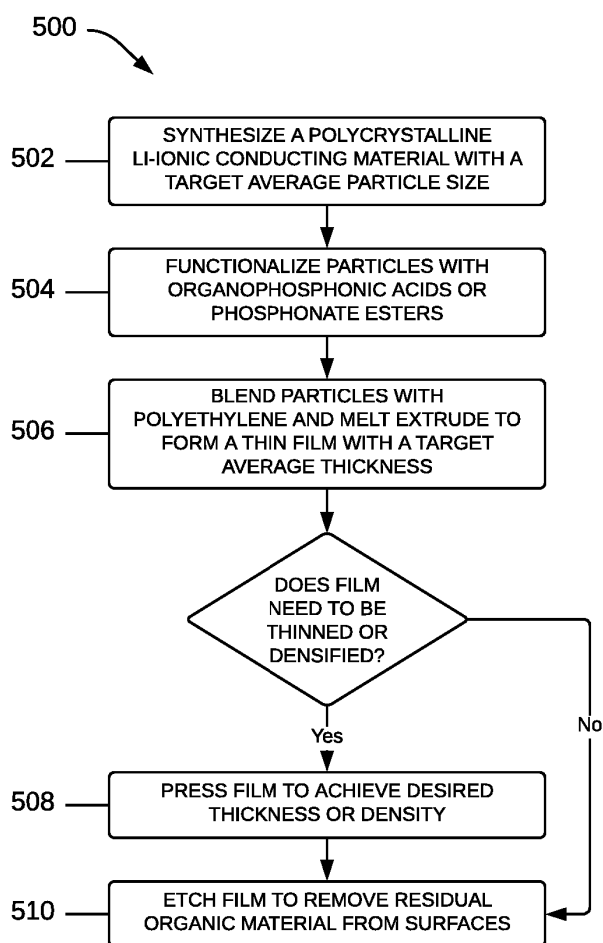 500
502
SYNTHESIZE A POLYCRYSTALLINE
LI-IONIC CONDUCTING MATERIAL WITH A
TARGET AVERAGE PARTICLE SIZE
504
FUNCTIONALIZE PARTICLES WITH
ORGANOPHOSPHONIC ACIDS OR
PHOSPHONATE ESTERS
506
BLEND PARTICLES WITH
POLYETHYLENE AND MELT EXTRUDE TO
FORM A THIN FILM WITH A TARGET
AVERAGE THICKNESS
DOES FILM
NEED TO BE
THINNED OR
DENSIFIED?
No
Yes
508
PRESS FILM TO ACHIEVE DESIRED
THICKNESS OR DENSITY
510
ETCH FILM TO REMOVE RESIDUAL
ORGANIC MATERIAL FROM SURFACES